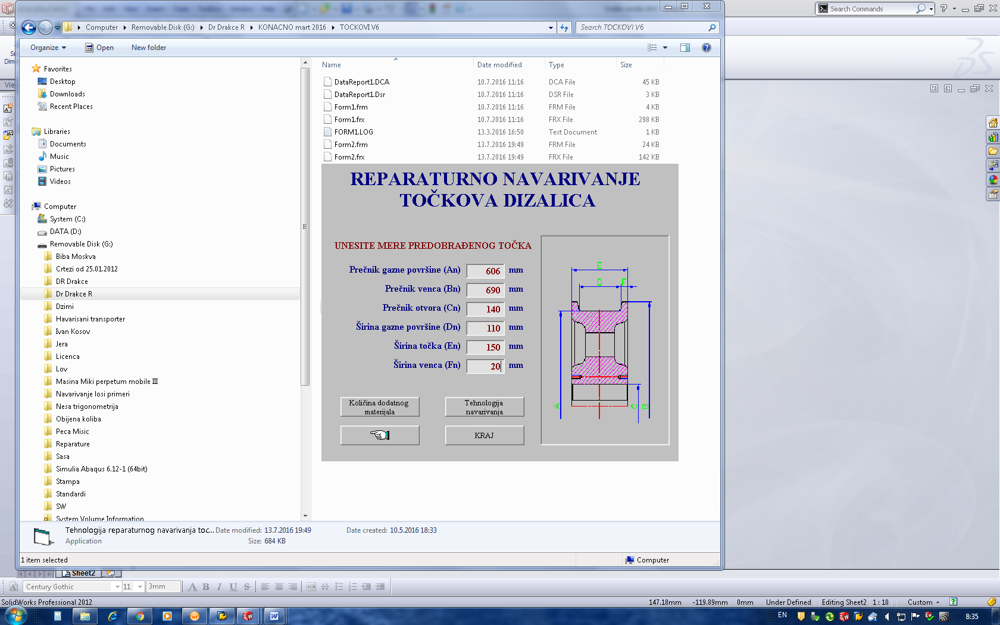 Search Commands
Computer ▸ Removable Disk (G:) ▸ Dr Drakce R ▸ KONACNO mart 2016 ▸ TOCKOVI V6
Search TOCKOVI V6
Organize Open New folder
Name Date modified Type Size
DataReport1.DCA 10.7.2016 11:16 DCA File 45 KB
DataReport1.Dsr 10.7.2016 11:16 DSR File 3 KB
Form1.frm 10.7.2016 11:16 FRM File 4 KB
Form1.frx 10.7.2016 11:16 FRX File 298 KB
FORM1.LOG 13.3.2016 16:50 Text Document 1 KB
Form2.frm 13.7.2016 19:49 FRM File 24 KB
Form2.frx 13.7.2016 19:49 FRX File 142 KB
Favorites
Desktop
Downloads
Recent Places
Libraries
Documents
Music
Pictures
Videos
Computer
System (C:)
DATA (D:)
Removable Disk (G:)
Biba Moskva
Crtezi od 25.01.2012
DR Drakce
Dr Drakce R
Dzimi
Havarisani transporter
Ivan Kosov
Jera
Licenca
Lov
Masina Miki perpetum mobile III
Navarivanje losi primeri
Nesa trigonometrija
Obijena koliba
Peca Misic
Reparature
Sasa
Simulia Abaqus 6.12-1 (64bit)
Stampa
Standardi
SW
System Volume Information
REPARATURNO NAVARIVANJE
TOČKOVA DIZALICA
UNESITE MERE PREDOBRAĐENOG TOČKA
Prečnik gazne površine (An) 606 mm
Prečnik venca (Bn) 690 mm
Prečnik otvora (Cn) 140 mm
Širina gazne površine (Dn) 110 mm
Širina točka (En) 150 mm
Širina venca (Fn) 20 mm
Količina dodatnog
materijala
Tehnologija
navarivanja
KRAJ
E
D F
A C B
Tehnologija reparaturnog navarivanja toc... Date modified: 13.7.2016 19:49 Date created: 10.5.2016 18:33
Application Size: 684 KB
1 item selected Computer
Sheet2
Century Gothic 11 3mm A B I U S
SolidWorks Professional 2012 147.18mm -119.89mm 0mm Under Defined Editing Sheet2 1 : 10 Custom
EN 8:35